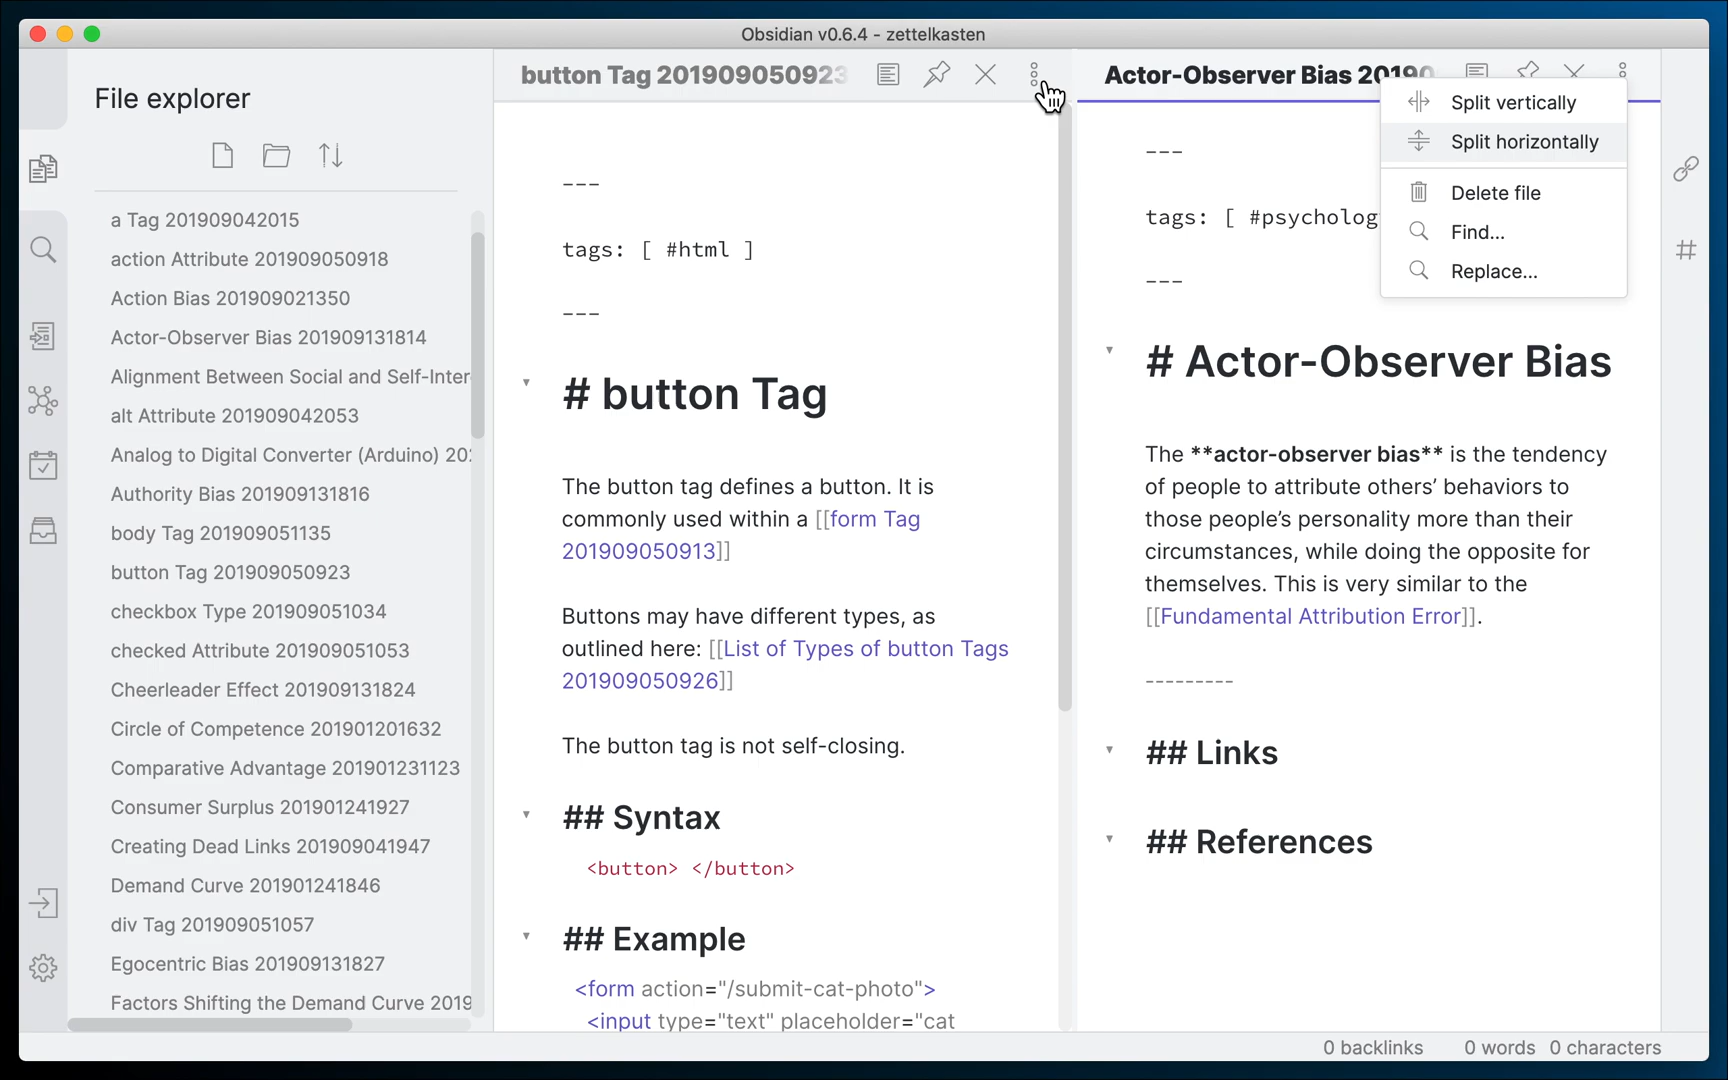 Obsidian v0.6.4 - zettelkasten
File explorer
a Tag 201909042015
action Attribute 201909050918
Action Bias 201909021350
Actor-Observer Bias 201909131814
Alignment Between Social and Self-Inter
alt Attribute 201909042053
Analog to Digital Converter (Arduino) 20
Authority Bias 201909131816
body Tag 201909051135
button Tag 201909050923
checkbox Type 201909051034
checked Attribute 201909051053
Cheerleader Effect 201909131824
Circle of Competence 201901201632
Comparative Advantage 201901231123
Consumer Surplus 201901241927
Creating Dead Links 201909041947
Demand Curve 201901241846
div Tag 201909051057
Egocentric Bias 201909131827
Factors Shifting the Demand Curve 2019
button Tag 201909050923
---
tags: [ #html ]
---
# button Tag
The button tag defines a button. It is
commonly used within a [[form Tag
201909050913]]
Buttons may have different types, as
outlined here: [[List of Types of button Tags
201909050926]]
The button tag is not self-closing.
## Syntax
<button> </button>
## Example
<form action="/submit-cat-photo">
<input type="text" placeholder="cat
Actor-Observer Bias 20190
---
tags: [ #psycholog
---
# Actor-Observer Bias
The **actor-observer bias** is the tendency
of people to attribute others’ behaviors to
those people’s personality more than their
circumstances, while doing the opposite for
themselves. This is very similar to the
[[Fundamental Attribution Error]].
---------
## Links
## References
Split vertically
Split horizontally
Delete file
Find...
Replace...
0 backlinks 0 words 0 characters